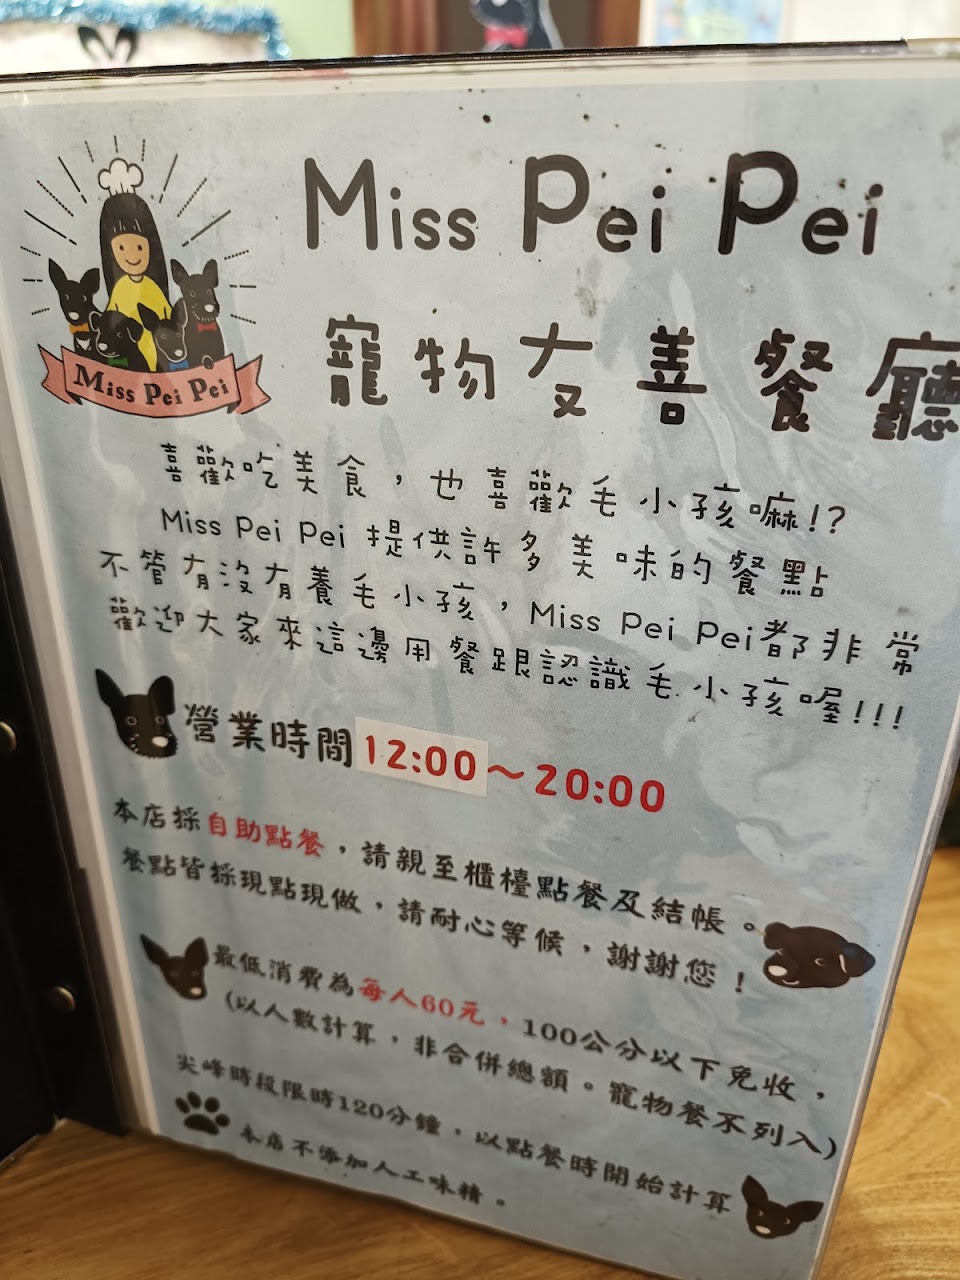 Miss Pei Pei
Miss Pei Pei
寵物友善餐廳
喜歡吃美食，也喜歡毛小孩嘛!?
Miss Pei Pei 提供許多美味的餐點
不管有沒有養毛小孩，Miss Pei Pei都非常
歡迎大家來這邊用餐跟認識毛小孩喔!!!
營業時間12:00～20:00
本店採自助點餐，請親至櫃檯點餐及結帳。
餐點皆採現點現做，請耐心等候，謝謝您！
最低消費為每人60元，100公分以下免收，
(以人數計算，非合併總額。寵物餐不列入)
尖峰時段限時120分鐘，以點餐時開始計算
本店不添加人工味精。